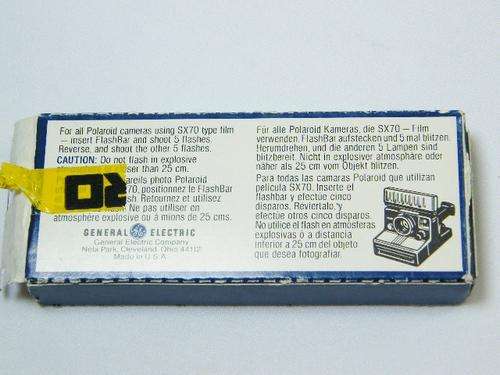 For all Polaroid cameras using SX70 type film
— insert FlashBar and shoot 5 flashes.
Reverse, and shoot the other 5 flashes.
CAUTION: Do not flash in explosive
ser than 25 cm.
areils photo Polaroid
70, positionnez le FlashBar
sh. Retournez et utilisez
Ne pas utiliser en
atmosphère explosive ou à moins de 25 cms.
GENERAL ELECTRIC
General Electric Company
Nela Park, Cleveland, Ohio 44112
Made in U.S.A.
RO
Für alle Polaroid Kameras, die SX70 – Film
verwenden. FlashBar aufstecken und 5 mal blitzen.
Herumdrehen, und die anderen 5 Lampen sind
blitzbereit. Nicht in explosiver atmosphäre oder
näher als 25 cm vom Objekt blitzen.
Para todas las camaras Polaroid que utilizan
película SX70. Inserte el
flashbar y efectúe cinco
disparos. Reviertalo, y
efectúe otros cinco disparos.
No utilice el flash en atmósferas
explosivas ó a distancia
inferior a 25 cm del objeto
que desea fotografiar.